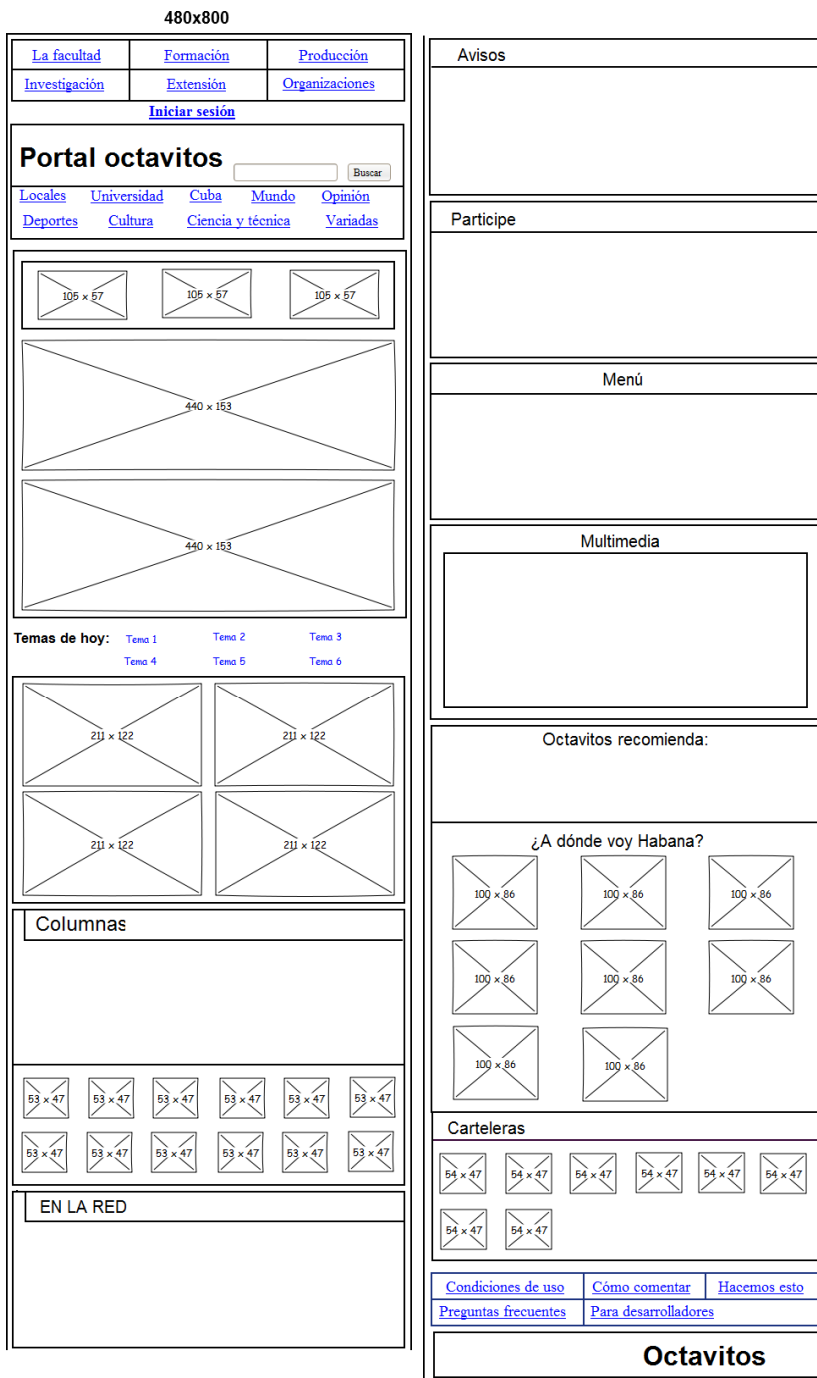 480x800
La facultad Formación Producción
Investigación Extensión Organizaciones
Iniciar sesión
Portal octavitos Buscar
Locales Universidad Cuba Mundo Opinión
Deportes Cultura Ciencia y técnica Variadas
105 x 57 105 x 57 105 x 57
440 x 153
440 x 153
Temas de hoy: Tema 1 Tema 2 Tema 3
Tema 4 Tema 5 Tema 6
211 x 122 211 x 122
211 x 122 211 x 122
Columnas
53 x 47 53 x 47 53 x 47 53 x 47 53 x 47 53 x 47
53 x 47 53 x 47 53 x 47 53 x 47 53 x 47 53 x 47
EN LA RED
Avisos
Participe
Menú
Multimedia
Octavitos recomienda:
¿A dónde voy Habana?
100 x 86 100 x 86 100 x 86
100 x 86 100 x 86 100 x 86
100 x 86 100 x 86
Carteleras
54 x 47 54 x 47 54 x 47 54 x 47 54 x 47 54 x 47
54 x 47 54 x 47
Condiciones de uso Cómo comentar Hacemos esto
Preguntas frecuentes Para desarrolladores
Octavitos